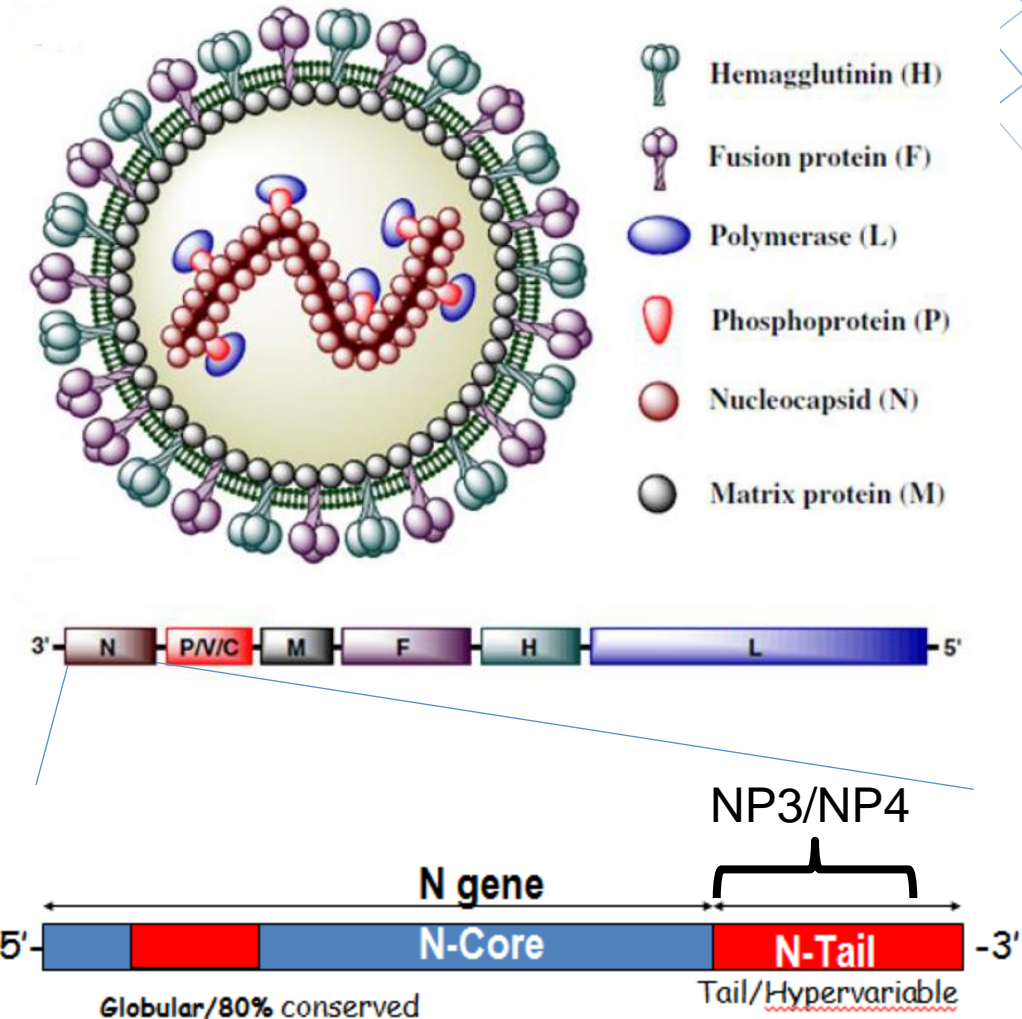 Hemagglutinin (H)
Fusion protein (F)
Polymerase (L)
Phosphoprotein (P)
Nucleocapsid (N)
Matrix protein (M)
3' N P/V/C M F H L 5'
NP3/NP4
N gene
5'- N-Core N-Tail -3'
Globular/80% conserved
Tail/Hypervariable